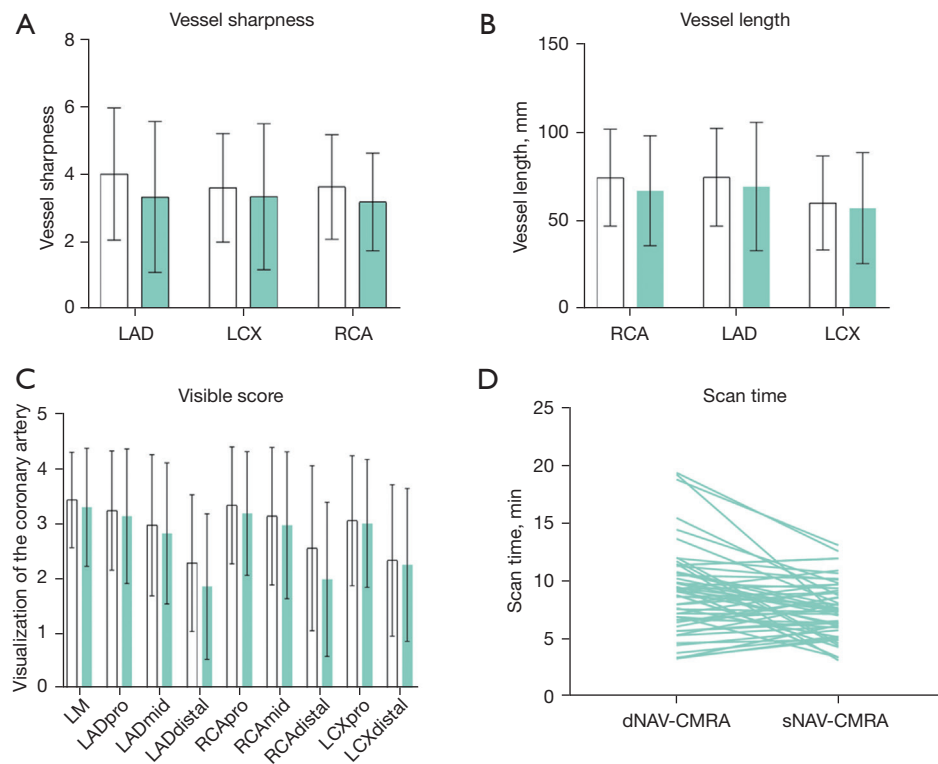 A
Vessel sharpness
Vessel sharpness
8
6
4
2
0
LAD
LCX
RCA
B
Vessel length
Vessel length, mm
150
100
50
0
RCA
LAD
LCX
C
Visible score
Visualization of the coronary artery
5
4
3
2
1
0
LM
LADpro
LADmid
LADdistal
RCApro
RCAmid
RCAdistal
LCXpro
LCXdistal
D
Scan time
Scan time, min
25
20
15
10
5
0
dNAV-CMRA
sNAV-CMRA